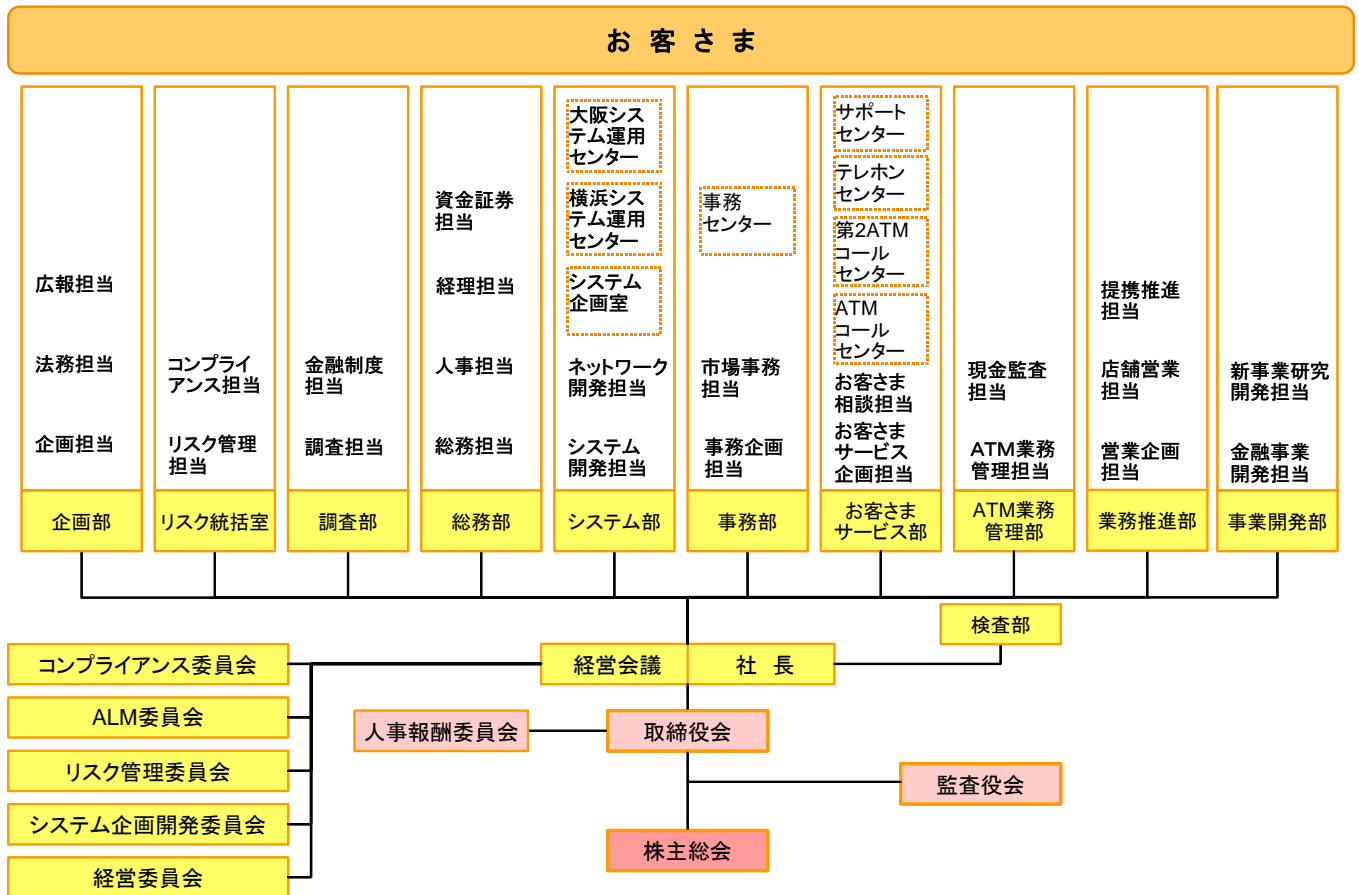 お 客 さ ま
広報担当
法務担当
企画担当
企画部
コンプライ
アンス担当
リスク管理
担当
リスク統括室
金融制度
担当
調査担当
調査部
資金証券
担当
経理担当
人事担当
総務担当
総務部
大阪シス
テム運用
センター
横浜シス
テム運用
センター
システム
企画室
ネットワーク
開発担当
システム
開発担当
システム部
事務
センター
市場事務
担当
事務企画
担当
事務部
サポート
センター
テレホン
センター
第2ATM
コール
センター
ATM
コール
センター
お客さま
相談担当
お客さま
サービス
企画担当
お客さま
サービス部
現金監査
担当
ATM業務
管理担当
ATM業務
管理部
提携推進
担当
店舗営業
担当
営業企画
担当
業務推進部
新事業研究
開発担当
金融事業
開発担当
事業開発部
検査部
コンプライアンス委員会
経営会議
社 長
ALM委員会
人事報酬委員会
取締役会
リスク管理委員会
監査役会
システム企画開発委員会
株主総会
経営委員会